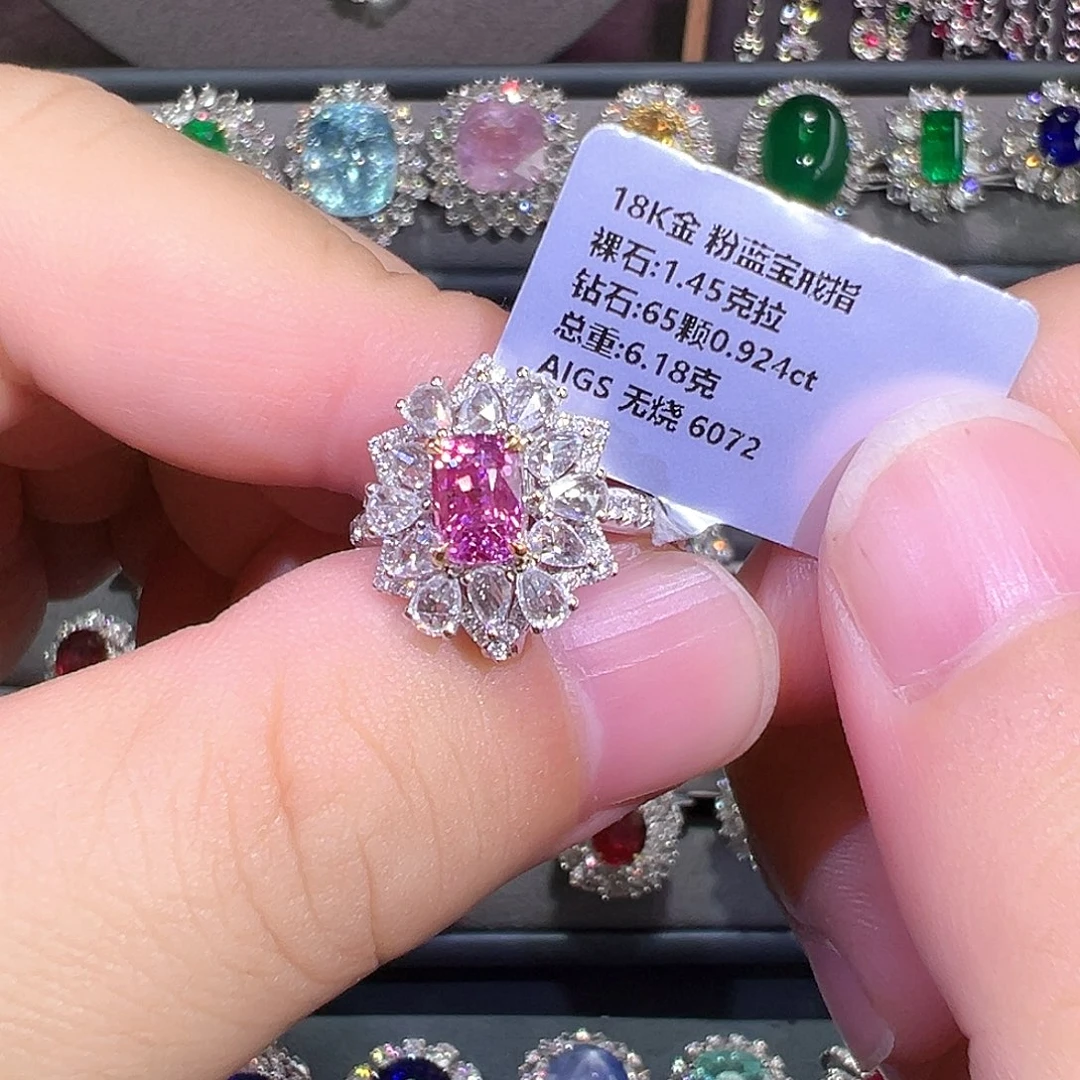 18K金 粉蓝宝戒指
裸石:1.45克拉
钻石:65颗0.924ct
总重:6.18克
AIGS 无烧 6072